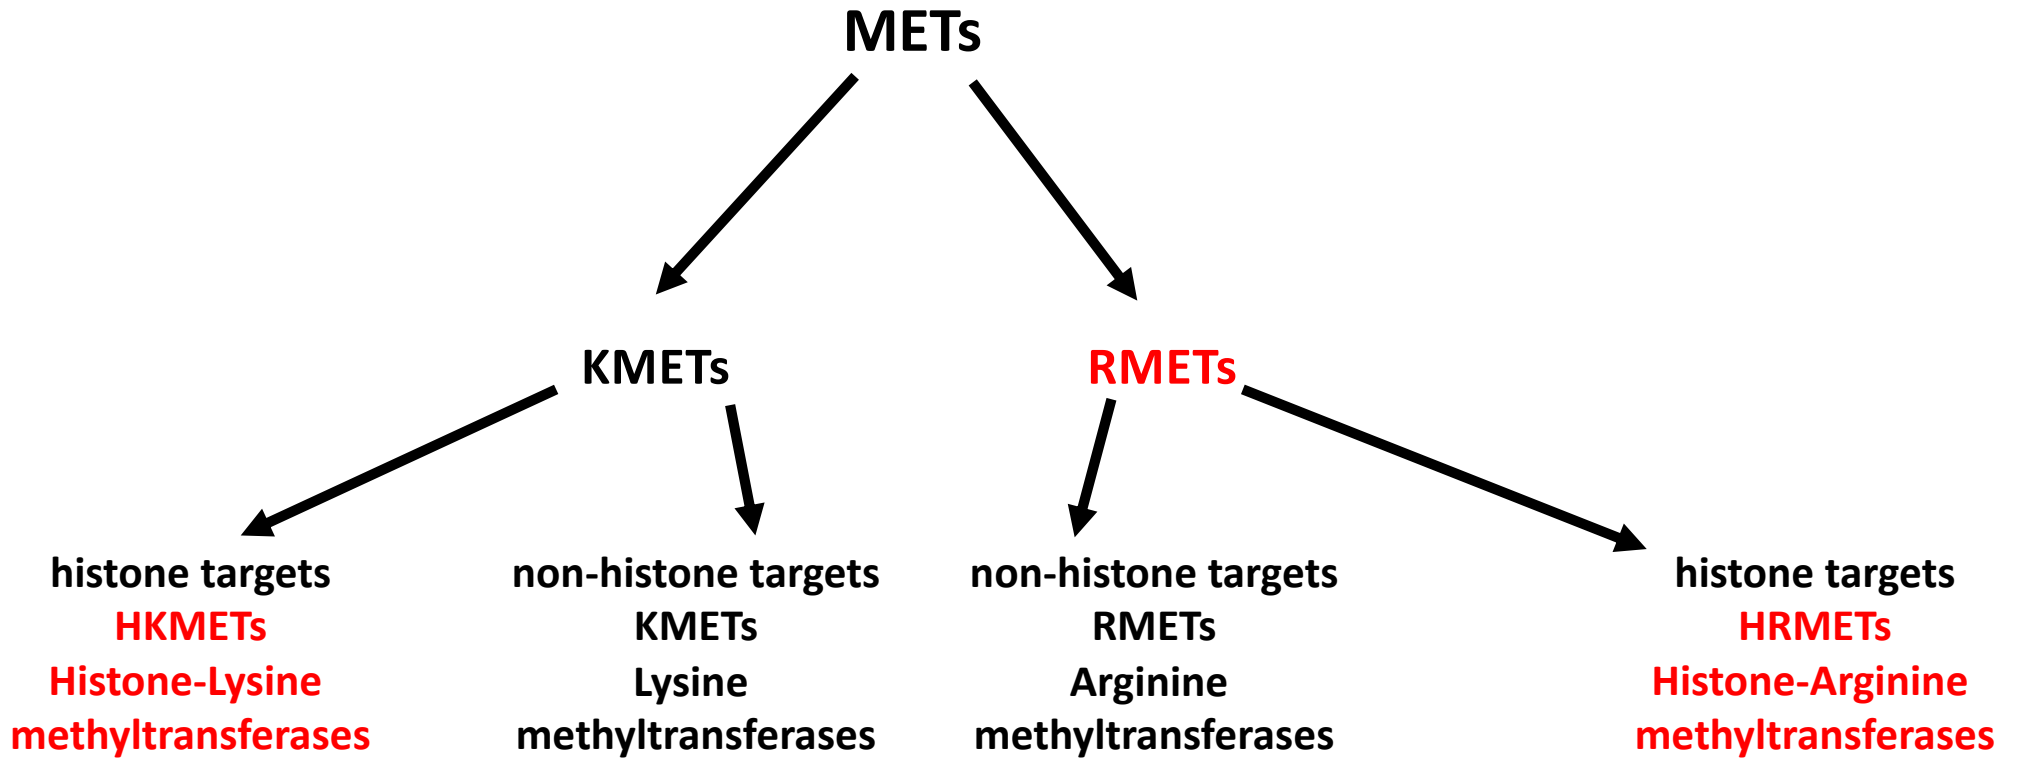 METs
KMETs
RMETs
histone targets
HKMETs
Histone-Lysine
methyltransferases
non-histone targets
KMETs
Lysine
methyltransferases
non-histone targets
RMETs
Arginine
methyltransferases
histone targets
HRMETs
Histone-Arginine
methyltransferases